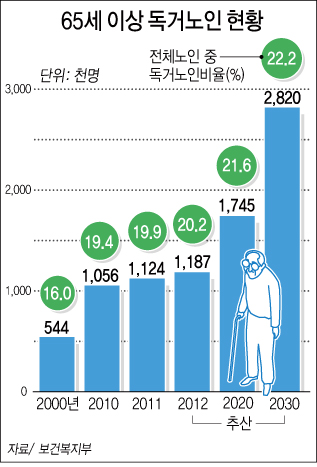 65세 이상 독거노인 현황
전체노인 중
독거노인비율(%)
단위: 천명
22.2
3,000
2,820
21.6
2,000
1,745
20.2
19.9
19.4
1,187
1,124
1,056
16.0
1,000
544
0
2000년 2010 2011 2012 2020 2030
추산
자료/ 보건복지부